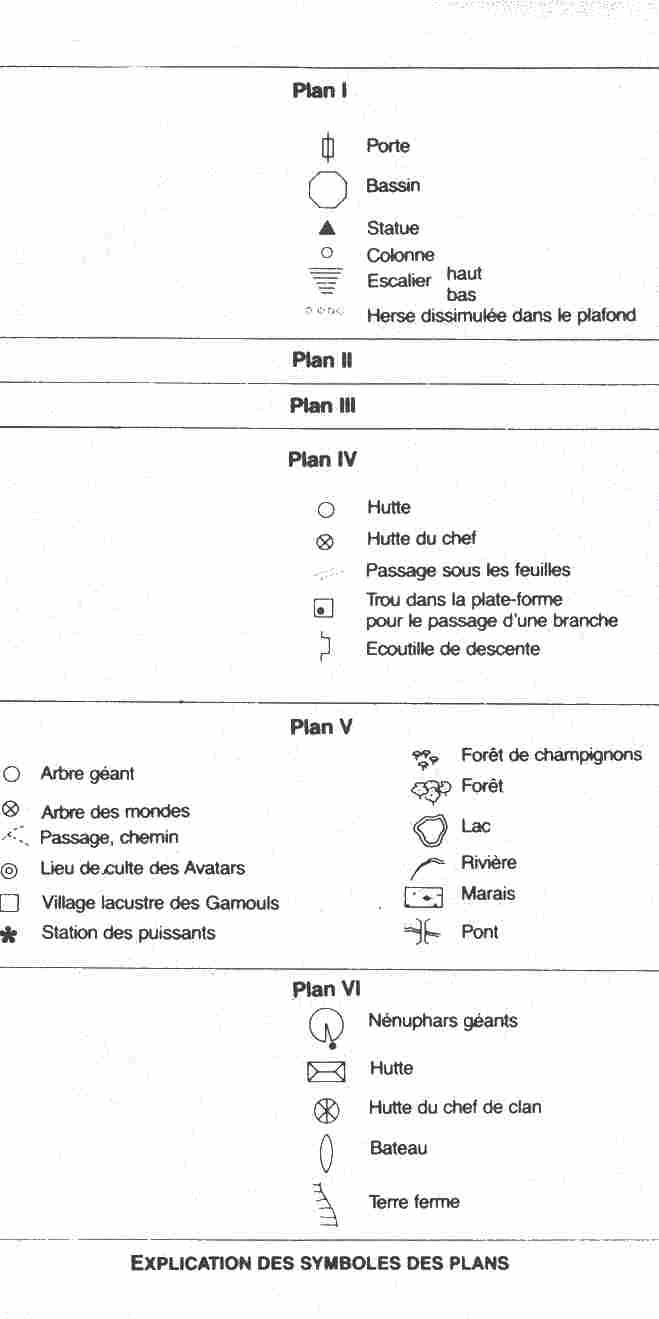 Plan I
Porte
Bassin
Statue
Colonne
Escalier haut
bas
Herse dissimulée dans le plafond
Plan II
Plan III
Plan IV
Hutte
Hutte du chef
Passage sous les feuilles
Trou dans la plate-forme
pour le passage d'une branche
Ecoutille de descente
Plan V
Arbre géant
Arbre des mondes
Passage, chemin
Lieu de culte des Avatars
Village lacustre des Gamouls
Station des puissants
Forêt de champignons
Forêt
Lac
Rivière
Marais
Pont
Plan VI
Nénuphars géants
Hutte
Hutte du chef de clan
Bateau
Terre ferme
EXPLICATION DES SYMBOLES DES PLANS